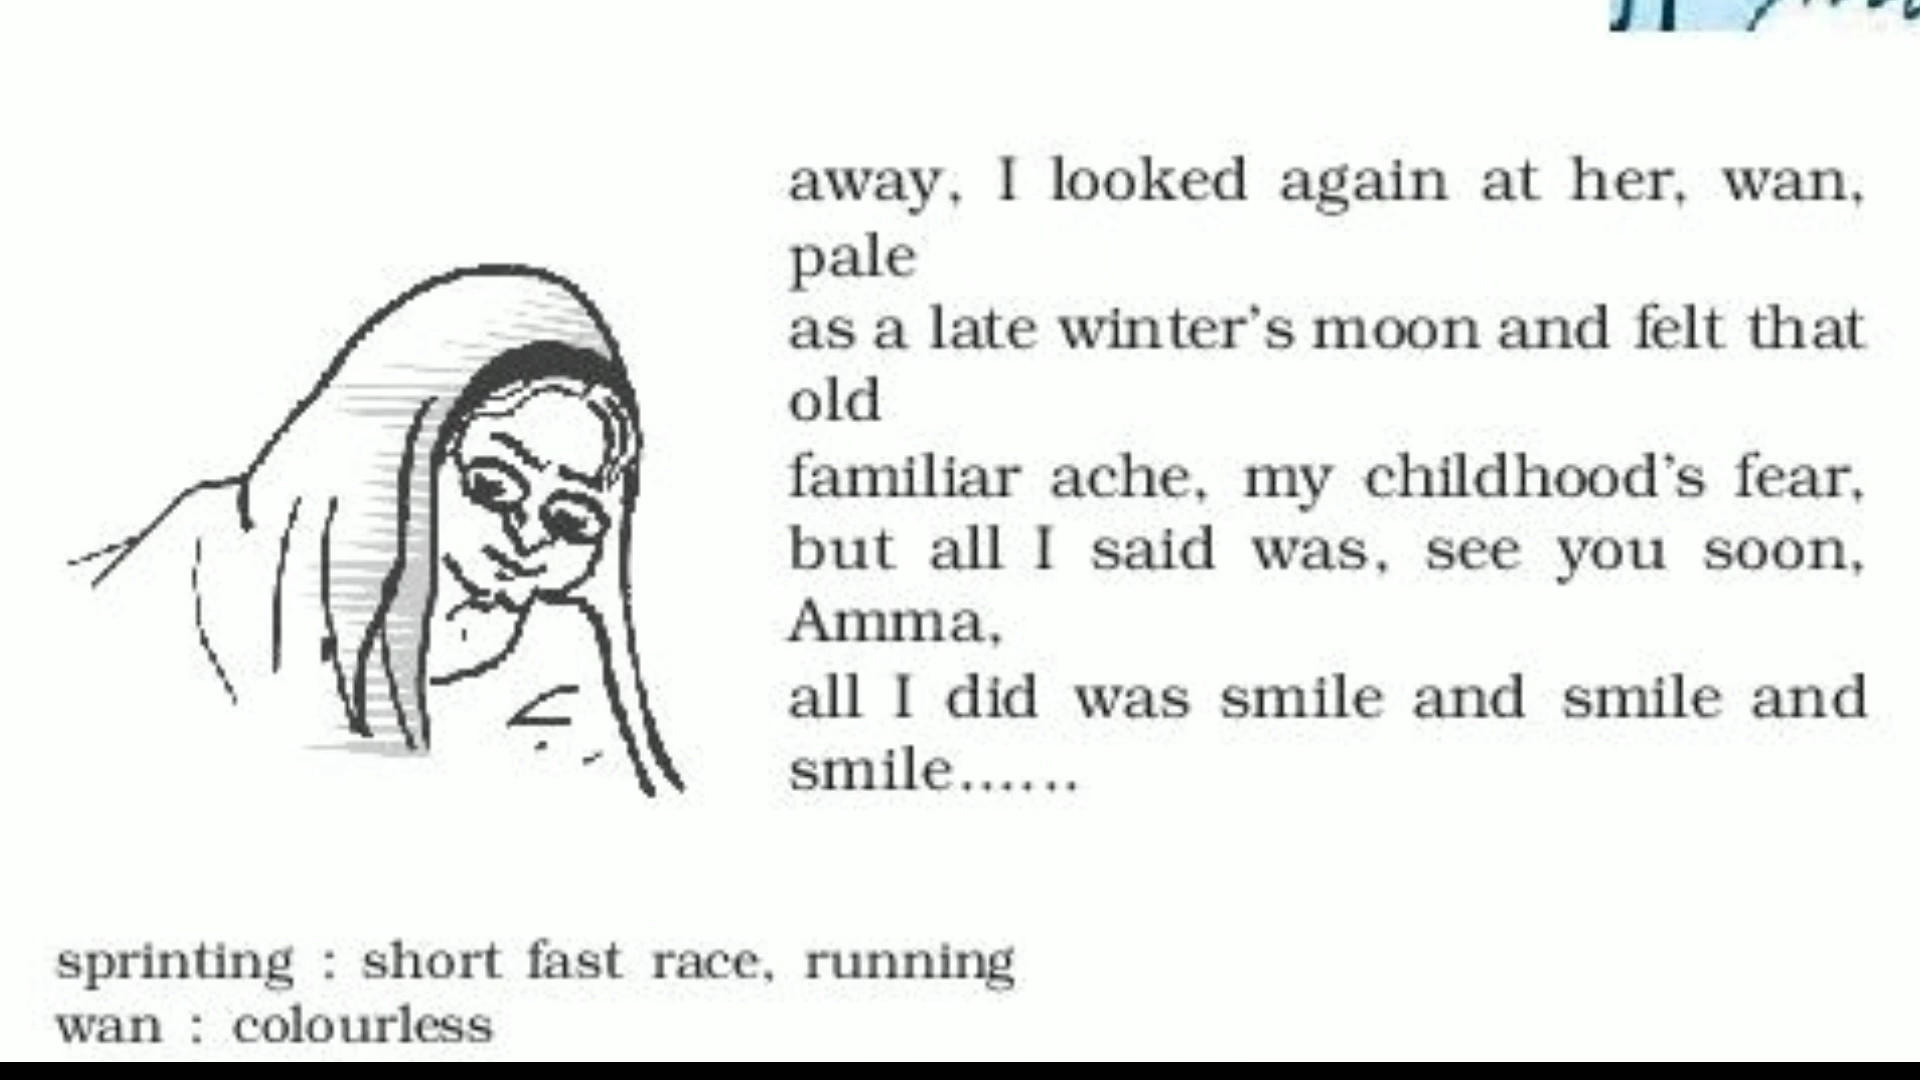 away, I looked again at her, wan,
pale
as a late winter's moon and felt that
old
familiar ache, my childhood's fear,
but all I said was, see you soon,
Amma,
all I did was smile and smile and
smile......
sprinting : short fast race, running
wan : colourless